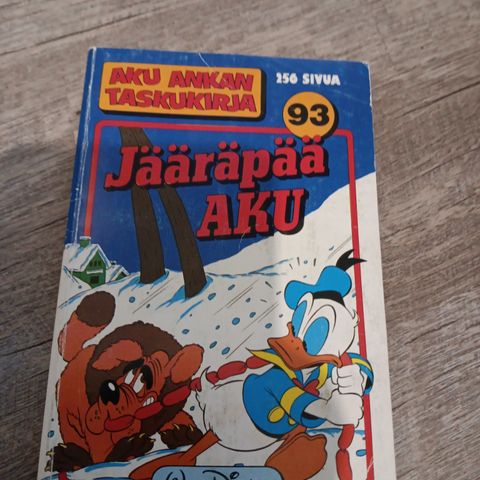 AKU ANKAN
TASKUKIRJA
256 SIVUA
93
Jääräpää
AKU